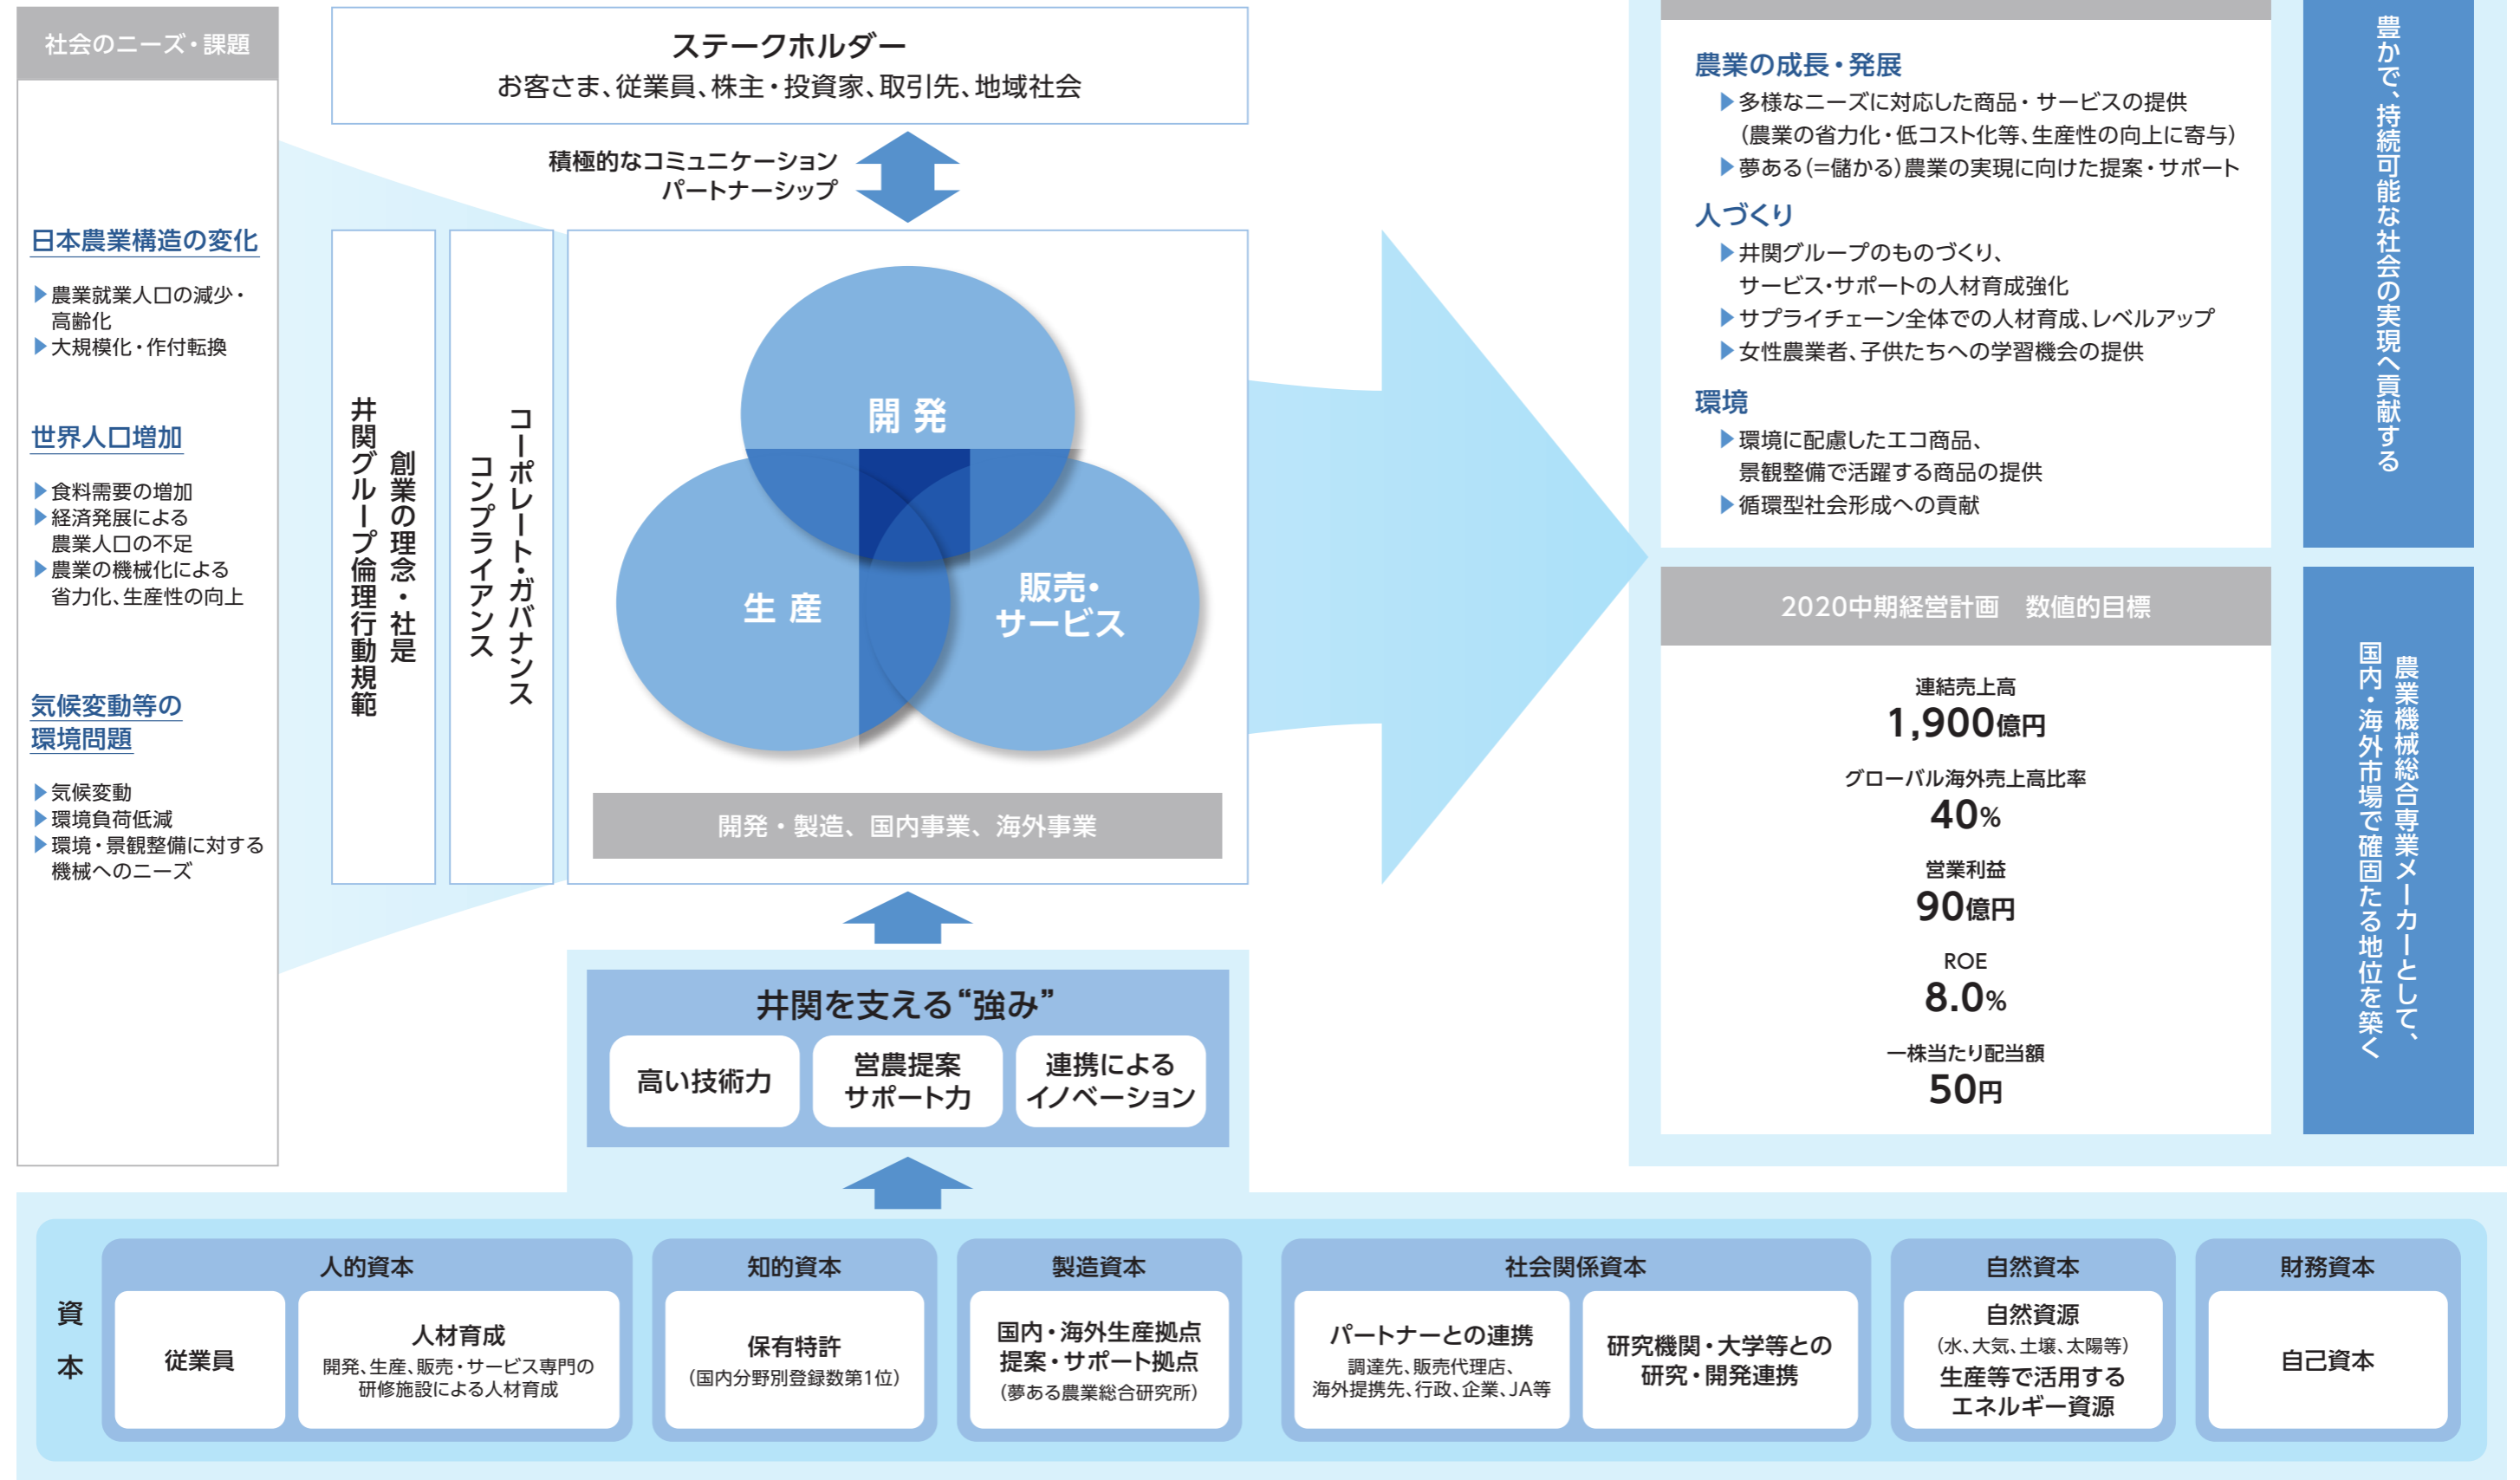 社会のニーズ・課題
日本農業構造の変化
▶農業就業人口の減少・
高齢化
▶大規模化・作付転換
世界人口増加
▶食料需要の増加
▶経済発展による
農業人口の不足
▶農業の機械化による
省力化、生産性の向上
気候変動等の
環境問題
▶気候変動
▶環境負荷低減
▶環境・景観整備に対する
機械へのニーズ
ステークホルダー
お客さま、従業員、株主・投資家、取引先、地域社会
積極的なコミュニケーション
パートナーシップ
創業の理念・社是
井関グループ倫理行動規範
コーポレート・ガバナンス
コンプライアンス
開 発
生 産
販売・
サービス
開発・製造、国内事業、海外事業
井関を支える“強み”
高い技術力
営農提案
サポート力
連携による
イノベーション
農業の成長・発展
▶多様なニーズに対応した商品・サービスの提供
（農業の省力化・低コスト化等、生産性の向上に寄与）
▶夢ある（=儲かる）農業の実現に向けた提案・サポート
人づくり
▶井関グループのものづくり、
サービス・サポートの人材育成強化
▶サプライチェーン全体での人材育成、レベルアップ
▶女性農業者、子供たちへの学習機会の提供
環境
▶環境に配慮したエコ商品、
景観整備で活躍する商品の提供
▶循環型社会形成への貢献
豊かで、持続可能な社会の実現へ貢献する
2020中期経営計画　数値的目標
連結売上高
1,900億円
グローバル海外売上高比率
40%
営業利益
90億円
ROE
8.0%
一株当たり配当額
50円
農業機械総合専業メーカーとして、
国内・海外市場で確固たる地位を築く
資本
人的資本
従業員
人材育成
開発、生産、販売・サービス専門の
研修施設による人材育成
知的資本
保有特許
（国内分野別登録数第1位）
製造資本
国内・海外生産拠点
提案・サポート拠点
（夢ある農業総合研究所）
社会関係資本
パートナーとの連携
調達先、販売代理店、
海外提携先、行政、企業、JA等
研究機関・大学等との
研究・開発連携
自然資本
自然資源
（水、大気、土壌、太陽等）
生産等で活用する
エネルギー資源
財務資本
自己資本